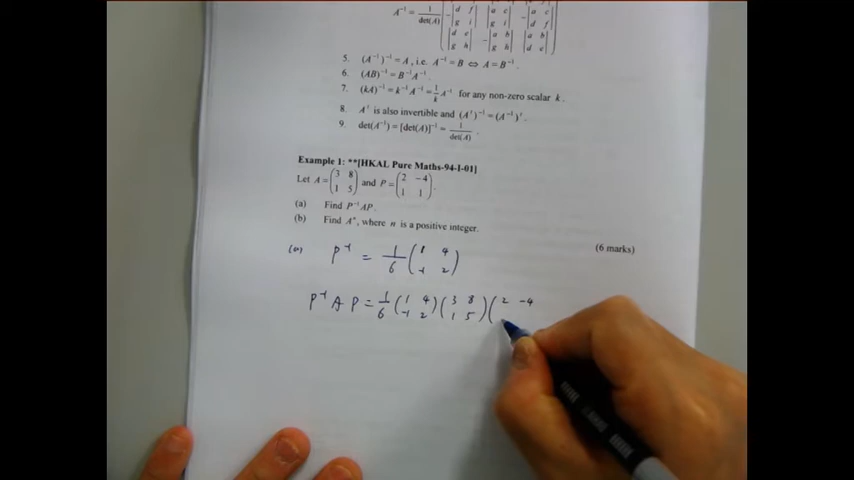 A⁻¹ = 1/det(A) ( -|d f; g i| |a c; g i| -|a c; d f| 
|d e; g h| -|a b; g h| |a b; d e| )
5. (A⁻¹)⁻¹ = A , i.e. A⁻¹ = B ⇔ A = B⁻¹ .
6. (AB)⁻¹ = B⁻¹A⁻¹ .
7. (kA)⁻¹ = k⁻¹A⁻¹ = 1/k A⁻¹ for any non-zero scalar k .
8. Aᵗ is also invertible and (Aᵗ)⁻¹ = (A⁻¹)ᵗ .
9. det(A⁻¹) = [det(A)]⁻¹ = 1/det(A) .
Example 1: **[HKAL Pure Maths-94-I-01]
Let A = (3 8; 1 5) and P = (2 -4; 1 1) .
(a) Find P⁻¹AP .
(b) Find Aⁿ , where n is a positive integer.
(6 marks)
(a) P⁻¹ = 1/6 (1 4; -1 2)
P⁻¹ A P = 1/6 (1 4; -1 2) (3 8; 1 5) (2 -4